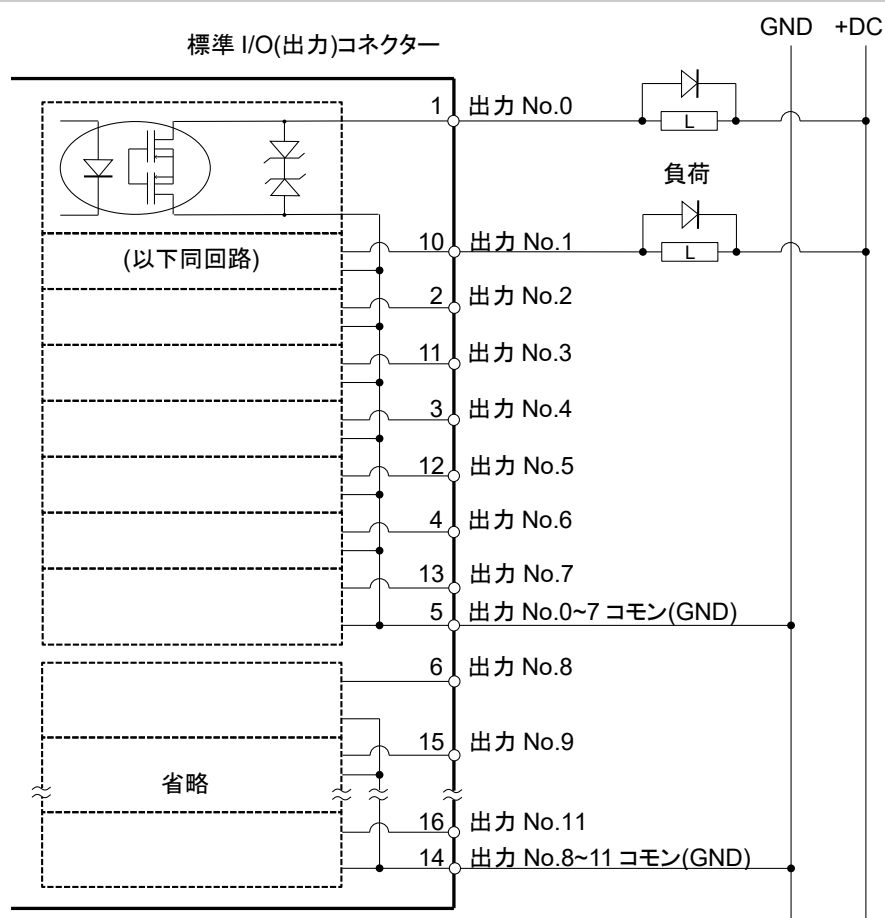 GND +DC
標準 I/O(出力)コネクター
1 出力 No.0
L
負荷
10 出力 No.1
L
(以下同回路)
2 出力 No.2
11 出力 No.3
3 出力 No.4
12 出力 No.5
4 出力 No.6
13 出力 No.7
5 出力 No.0~7 コモン(GND)
6 出力 No.8
15 出力 No.9
省略
16 出力 No.11
14 出力 No.8~11 コモン(GND)